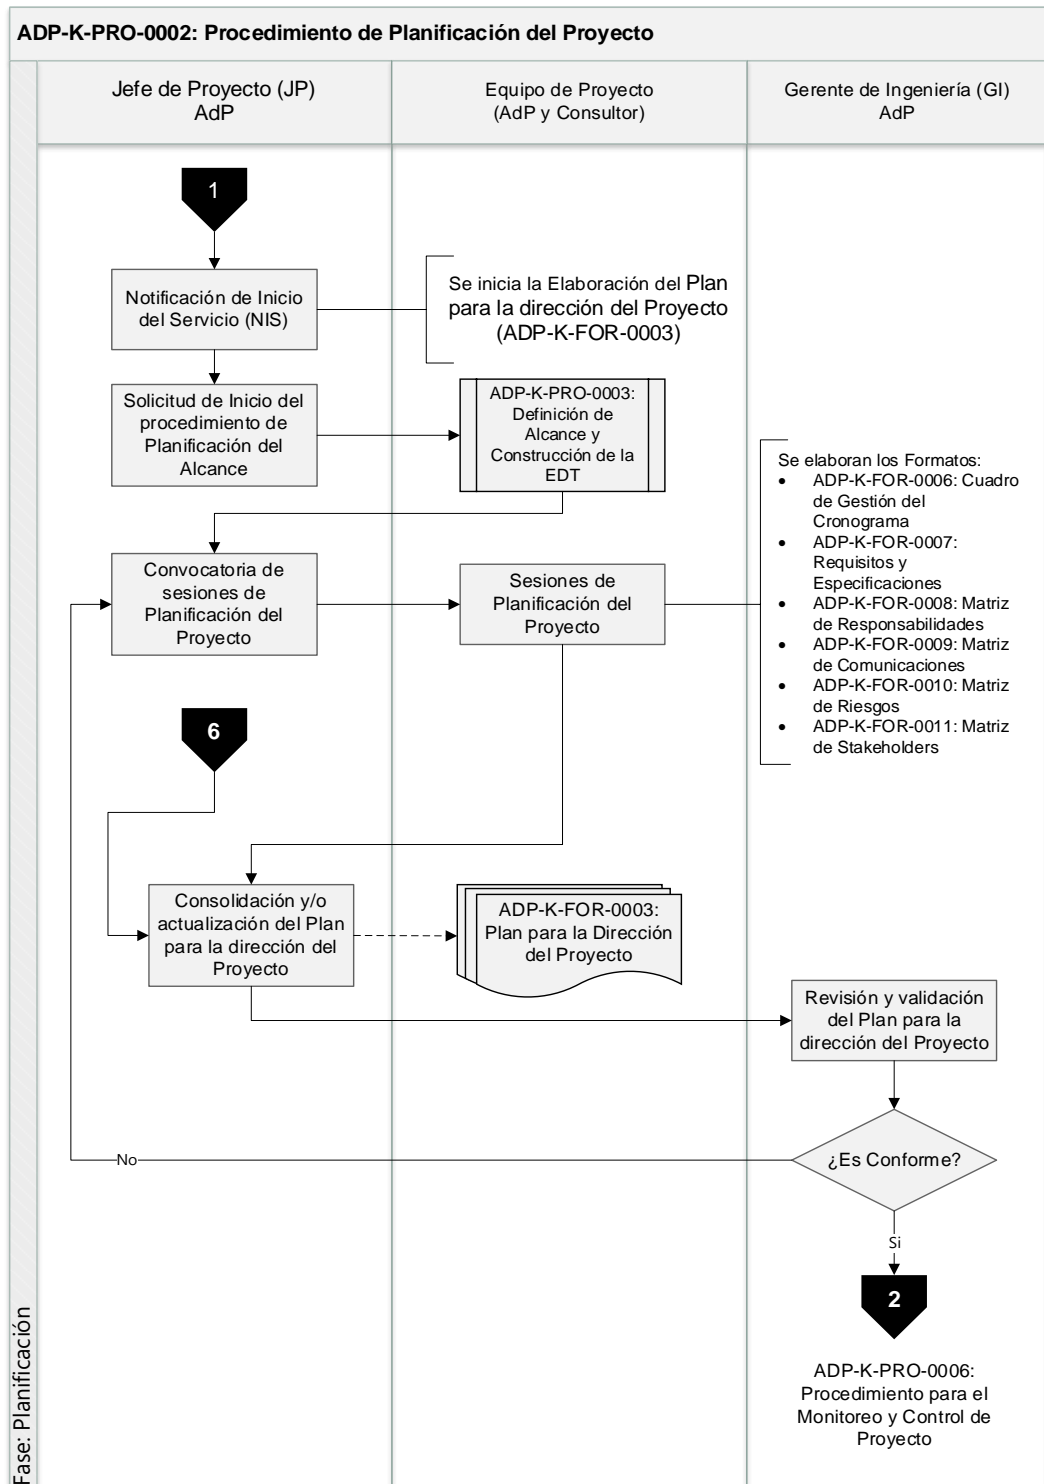 ADP-K-PRO-0002: Procedimiento de Planificación del Proyecto
Jefe de Proyecto (JP)
AdP
Equipo de Proyecto
(AdP y Consultor)
Gerente de Ingeniería (GI)
AdP
1
Notificación de Inicio
del Servicio (NIS)
Se inicia la Elaboración del Plan
para la dirección del Proyecto
(ADP-K-FOR-0003)
Solicitud de Inicio del
procedimiento de
Planificación del
Alcance
ADP-K-PRO-0003:
Definición de
Alcance y
Construcción de la
EDT
Convocatoria de
sesiones de
Planificación del
Proyecto
Sesiones de
Planificación del
Proyecto
Se elaboran los Formatos:
• ADP-K-FOR-0006: Cuadro
de Gestión del
Cronograma
• ADP-K-FOR-0007:
Requisitos y
Especificaciones
• ADP-K-FOR-0008: Matriz
de Responsabilidades
• ADP-K-FOR-0009: Matriz
de Comunicaciones
• ADP-K-FOR-0010: Matriz
de Riesgos
• ADP-K-FOR-0011: Matriz
de Stakeholders
6
Consolidación y/o
actualización del Plan
para la dirección del
Proyecto
ADP-K-FOR-0003:
Plan para la Dirección
del Proyecto
Revisión y validación
del Plan para la
dirección del Proyecto
¿Es Conforme?
No
Si
2
ADP-K-PRO-0006:
Procedimiento para el
Monitoreo y Control de
Proyecto
Fase: Planificación